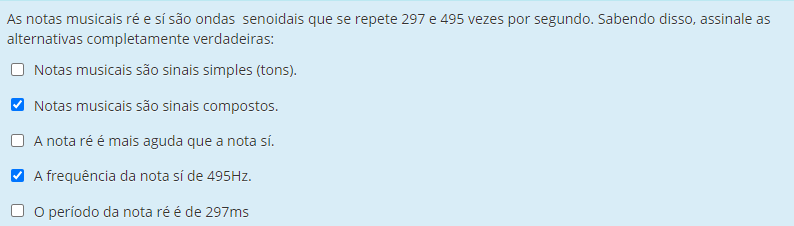 As notas musicais ré e sí são ondas senoidais que se repete 297 e 495 vezes por segundo. Sabendo disso, assinale as
alternativas completamente verdadeiras:
Notas musicais são sinais simples (tons).
Notas musicais são sinais compostos.
A nota ré é mais aguda que a nota sí.
A frequência da nota sí de 495Hz.
O período da nota ré é de 297ms